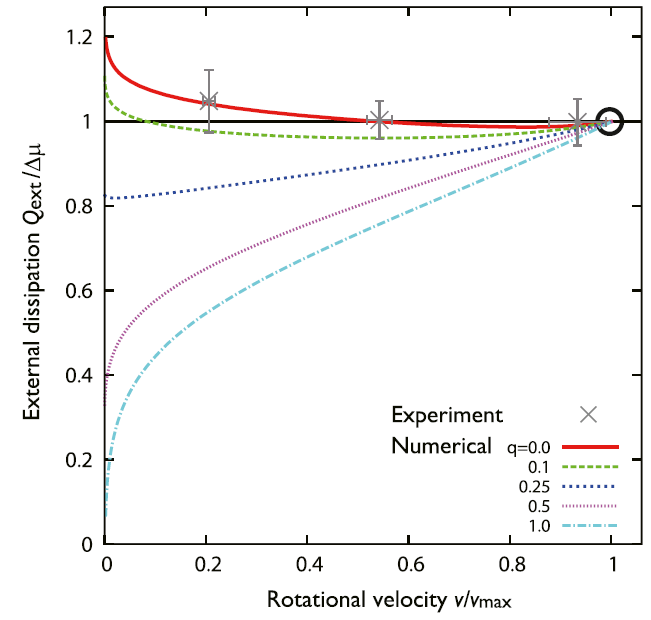 1.2
1
0.8
0.6
0.4
0.2
0
External dissipation Qext/Δμ
Experiment
Numerical q=0.0
0.1
0.25
0.5
1.0
0 0.2 0.4 0.6 0.8 1
Rotational velocity v/vmax